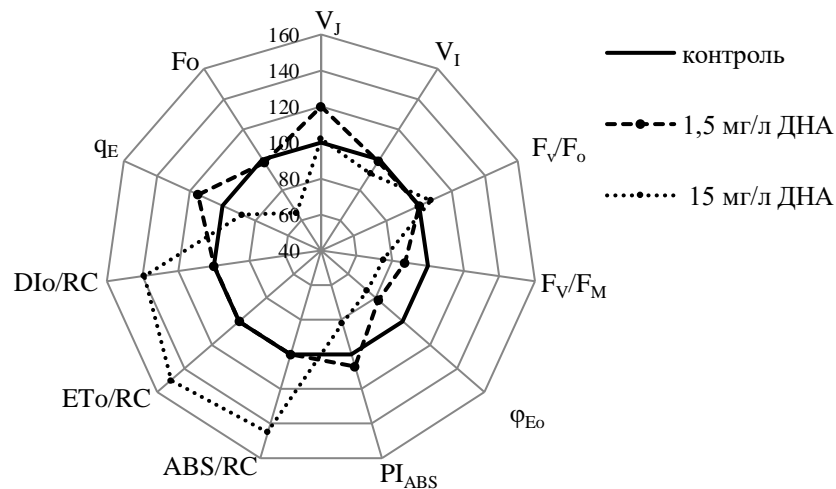 V_J
V_I
F_v/F_o
F_V/F_M
φ_Eo
PI_ABS
ABS/RC
ETo/RC
DIo/RC
q_E
Fo
160
140
120
100
80
60
40
контроль
1,5 мг/л ДНА
15 мг/л ДНА